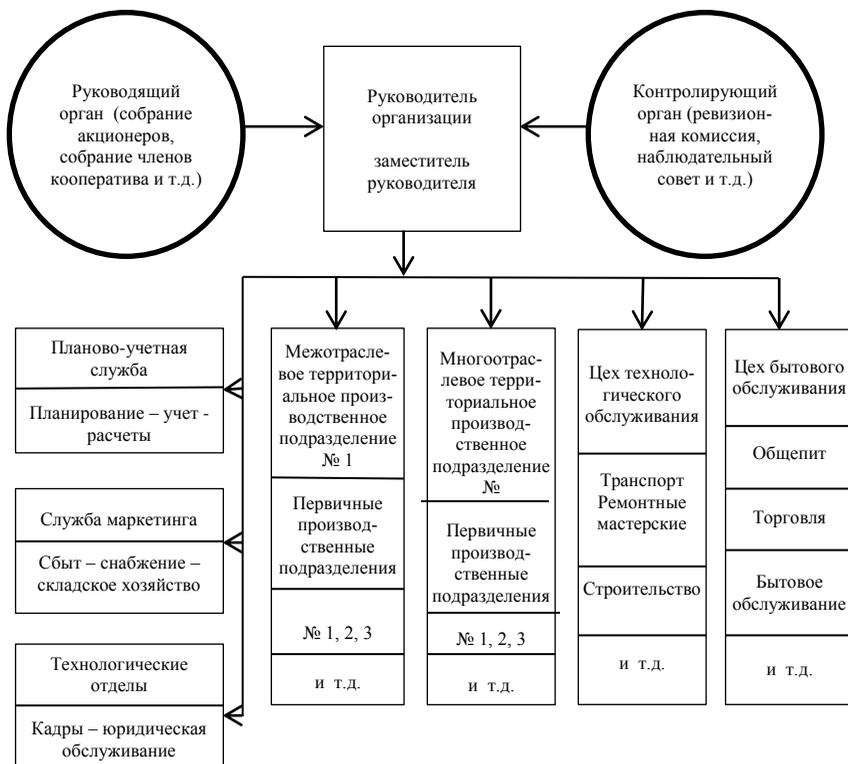 Руководящий
орган (собрание
акционеров,
собрание членов
кооператива и т.д.)
Руководитель
организации
заместитель
руководителя
Контролирующий
орган (ревизион-
ная комиссия,
наблюдательный
совет и т.д.)
Планово-учетная
служба
Планирование – учет -
расчеты
Служба маркетинга
Сбыт – снабжение –
складское хозяйство
Технологические
отделы
Кадры – юридическая
обслуживание
Межотрасле-
вое территори-
альное произ-
водственное
подразделение
№ 1
Первичные
производ-
ственные
подразделения
№ 1, 2, 3
и т.д.
Многоотрас-
левое терри-
ториальное
производ-
ственное
подразделение
№
Первичные
производ-
ственные
подразделения
№ 1, 2, 3
и т.д.
Цех техноло-
гического
обслуживания
Транспорт
Ремонтные
мастерские
Строительство
и т.д.
Цех бытового
обслуживания
Общепит
Торговля
Бытовое
обслуживание
и т.д.